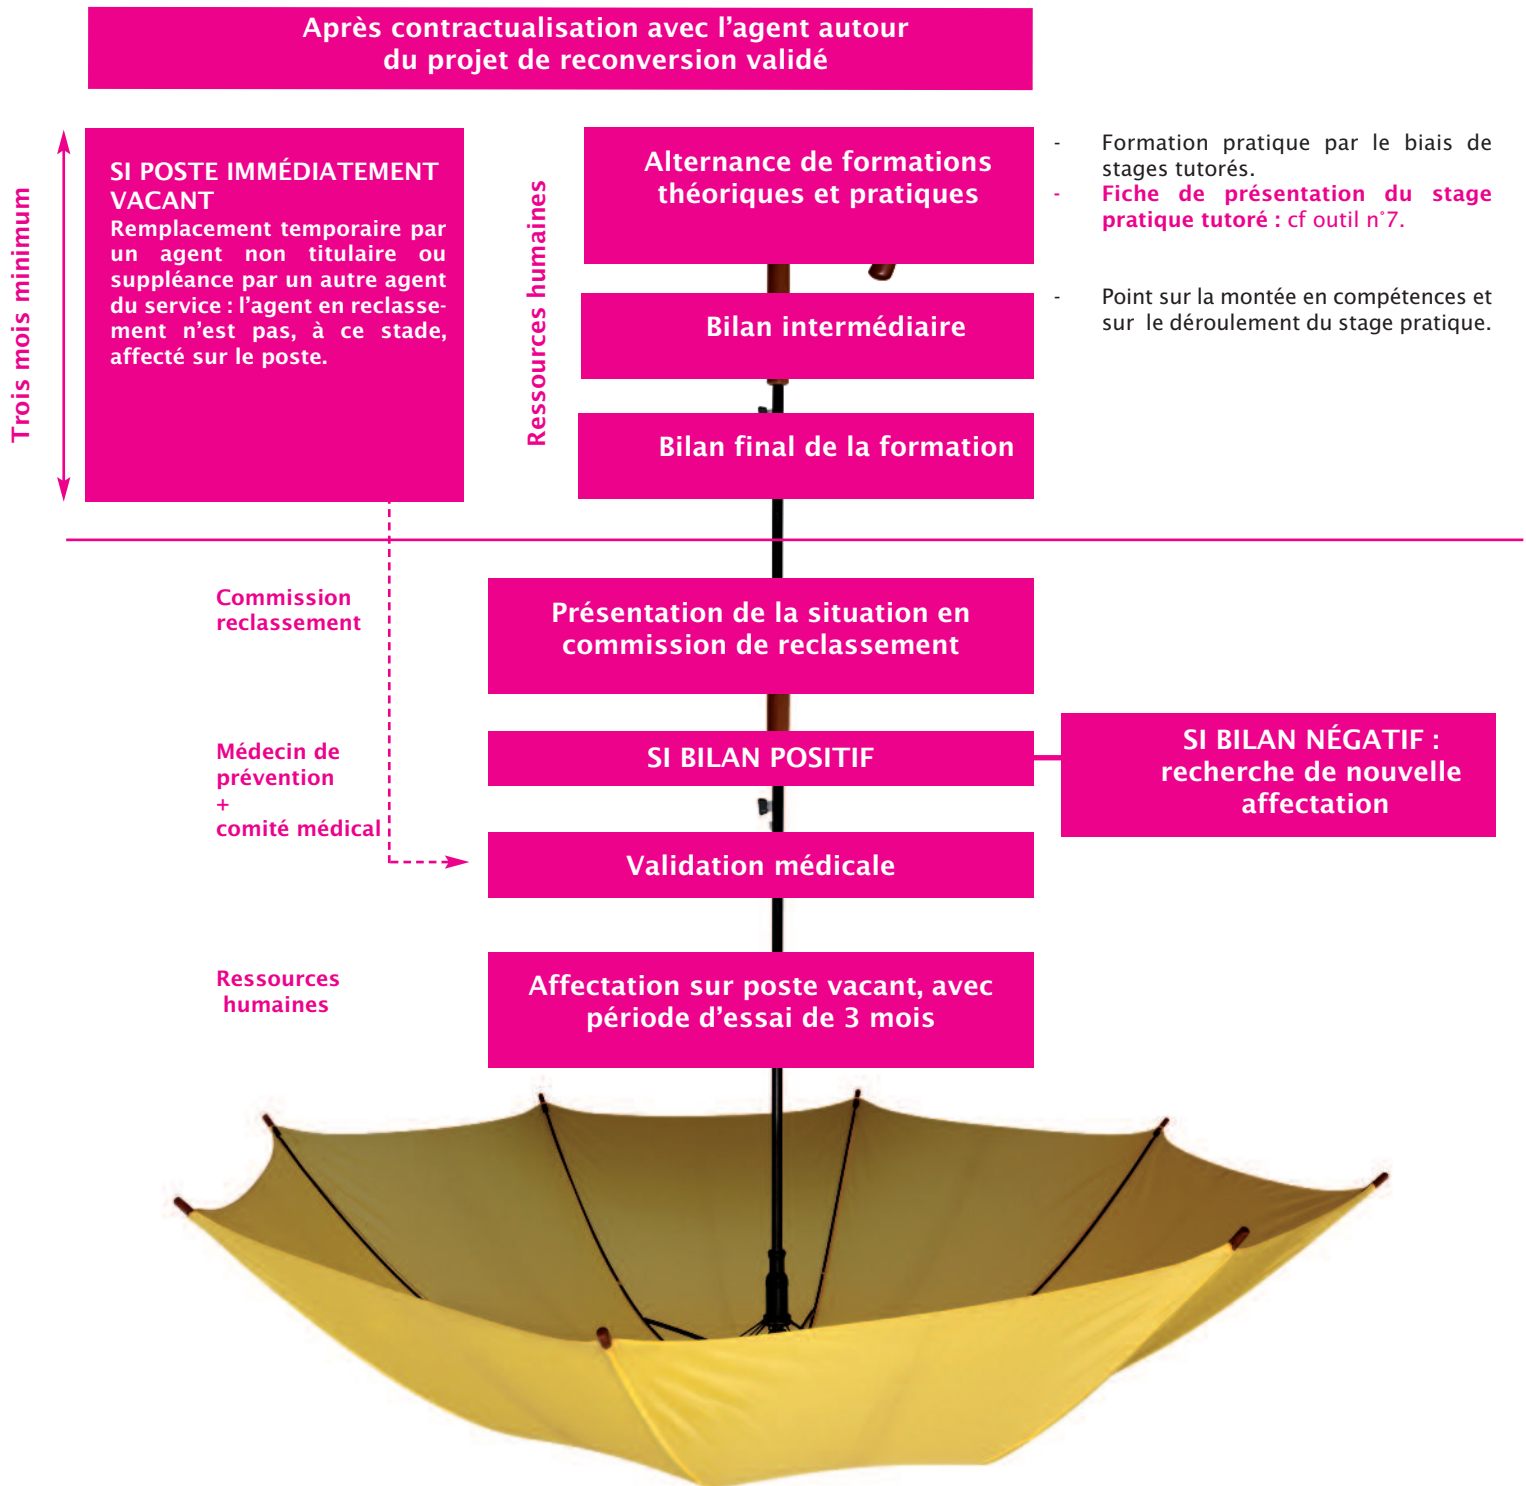 Après contractualisation avec l’agent autour
du projet de reconversion validé
Trois mois minimum
SI POSTE IMMÉDIATEMENT
VACANT
Remplacement temporaire par
un agent non titulaire ou
suppléance par un autre agent
du service : l’agent en reclasse-
ment n’est pas, à ce stade,
affecté sur le poste.
Ressources humaines
Alternance de formations
théoriques et pratiques
- Formation pratique par le biais de
stages tutorés.
- Fiche de présentation du stage
pratique tutoré : cf outil n°7.
Bilan intermédiaire
- Point sur la montée en compétences et
sur le déroulement du stage pratique.
Bilan final de la formation
Commission
reclassement
Présentation de la situation en
commission de reclassement
Médecin de
prévention
+
comité médical
SI BILAN POSITIF
SI BILAN NÉGATIF :
recherche de nouvelle
affectation
Validation médicale
Ressources
humaines
Affectation sur poste vacant, avec
période d’essai de 3 mois